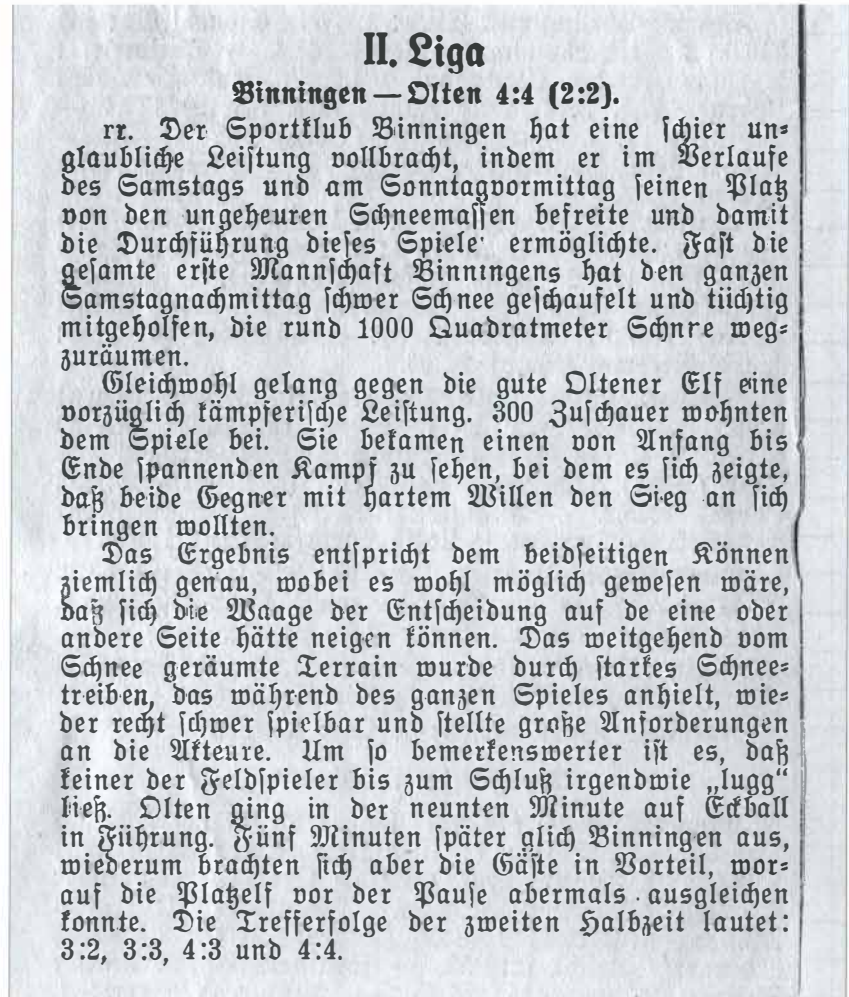 II. Liga
Binningen — Olten 4:4 (2:2).
rr. Der Sportklub Binningen hat eine schier un-
glaubliche Leistung vollbracht, indem er im Verlaufe
des Samstags und am Sonntagvormittag seinen Platz
von den ungeheuren Schneemassen befreite und damit
die Durchführung dieses Spiele ermöglichte. Fast die
gesamte erste Mannschaft Binningens hat den ganzen
Samstagnachmittag schwer Schnee geschaufelt und tüchtig
mitgeholfen, die rund 1000 Quadratmeter Schnre weg-
zuräumen.
Gleichwohl gelang gegen die gute Oltener Elf eine
vorzüglich kämpferische Leistung. 300 Zuschauer wohnten
dem Spiele bei. Sie bekamen einen von Anfang bis
Ende spannenden Kampf zu sehen, bei dem es sich zeigte,
daß beide Gegner mit hartem Willen den Sieg an sich
bringen wollten.
Das Ergebnis entspricht dem beidseitigen Können
ziemlich genau, wobei es wohl möglich gewesen wäre,
daß sich die Waage der Entscheidung auf de eine oder
andere Seite hätte neigen können. Das weitgehend vom
Schnee geräumte Terrain wurde durch starkes Schnee-
treiben, das während des ganzen Spieles anhielt, wie-
der recht schwer spielbar und stellte große Anforderungen
an die Akteure. Um so bemerkenswerter ist es, daß
keiner der Feldspieler bis zum Schluß irgendwie „lugg“
ließ. Olten ging in der neunten Minute auf Eckball
in Führung. Fünf Minuten später glich Binningen aus,
wiederum brachten sich aber die Gäste in Vorteil, wor-
auf die Platzelf vor der Pause abermals ausgleichen
konnte. Die Trefferfolge der zweiten Halbzeit lautet:
3:2, 3:3, 4:3 und 4:4.